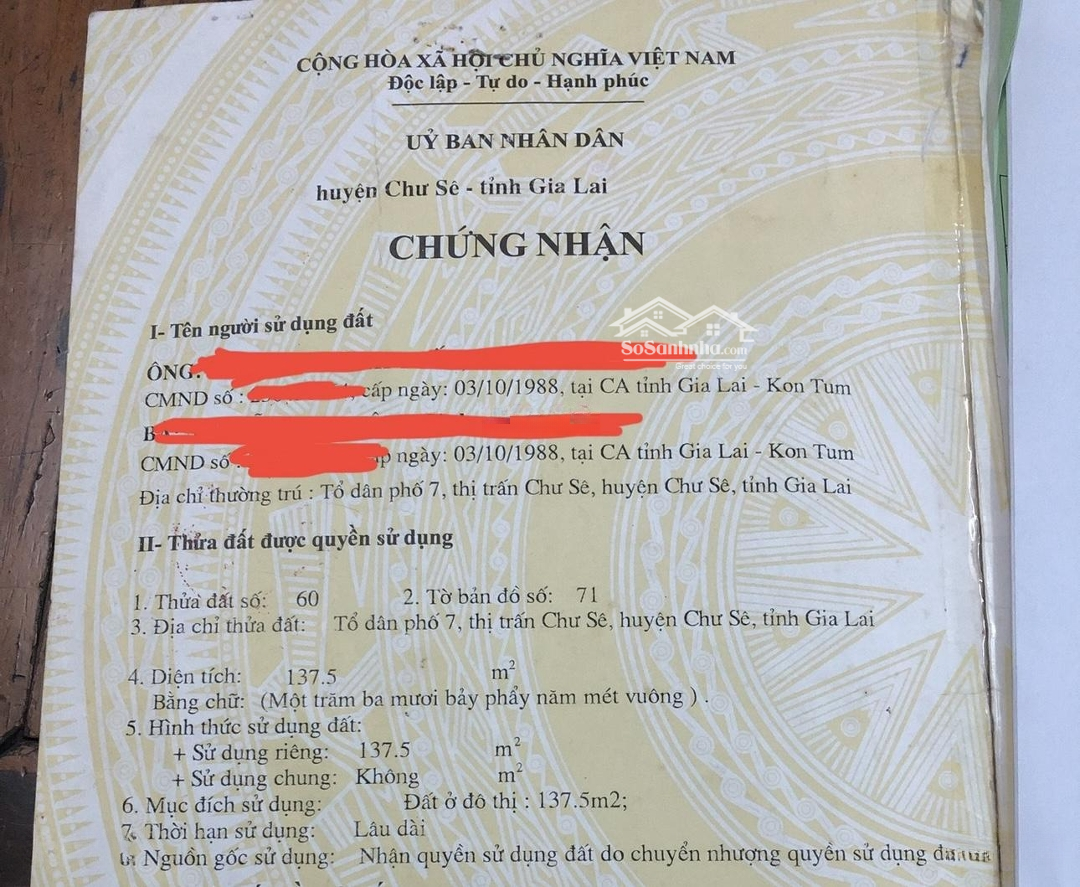 CỘNG HÒA XÃ HỘI CHỦ NGHĨA VIỆT NAM
Độc lập - Tự do - Hạnh phúc
UỶ BAN NHÂN DÂN
huyện Chư Sê - tỉnh Gia Lai
CHỨNG NHẬN
I- Tên người sử dụng đất
SoSanhnha.com
Great choice for you
ÔNG:
CMND số : cấp ngày: 03/10/1988, tại CA tỉnh Gia Lai - Kon Tum
CMND số ngày: 03/10/1988, tại CA tỉnh Gia Lai - Kon Tum
Địa chỉ thường trú : Tổ dân phố 7, thị trấn Chư Sê, huyện Chư Sê, tỉnh Gia Lai
II- Thửa đất được quyền sử dụng
1. Thửa đất số: 60 2. Tờ bản đồ số: 71
3. Địa chỉ thửa đất: Tổ dân phố 7, thị trấn Chư Sê, huyện Chư Sê, tỉnh Gia Lai
4. Diện tích: 137.5 m²
Bằng chữ: (Một trăm ba mươi bảy phẩy năm mét vuông ) .
5. Hình thức sử dụng đất:
+ Sử dụng riêng: 137.5 m²
+ Sử dụng chung: Không m²
6. Mục đích sử dụng: Đất ở đô thị : 137.5m2;
7. Thời hạn sử dụng: Lâu dài
Nguồn gốc sử dụng: Nhận quyền sử dụng đất do chuyển nhượng quyền sử dụng